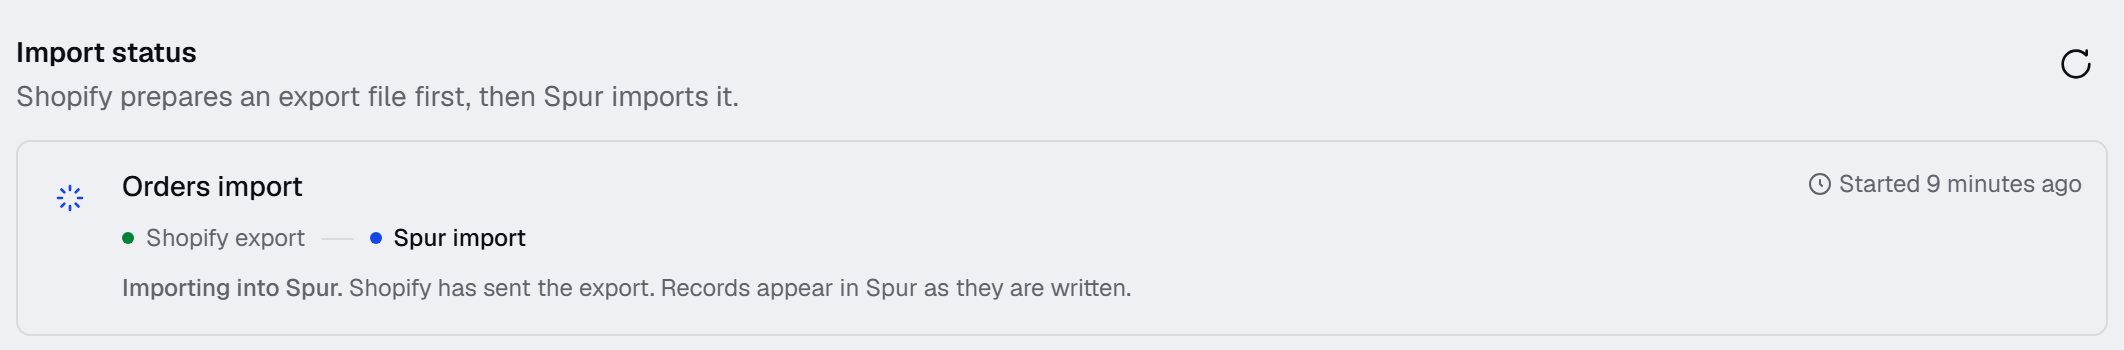 Import status
Shopify prepares an export file first, then Spur imports it.
Orders import
Started 9 minutes ago
Shopify export
Spur import
Importing into Spur. Shopify has sent the export. Records appear in Spur as they are written.